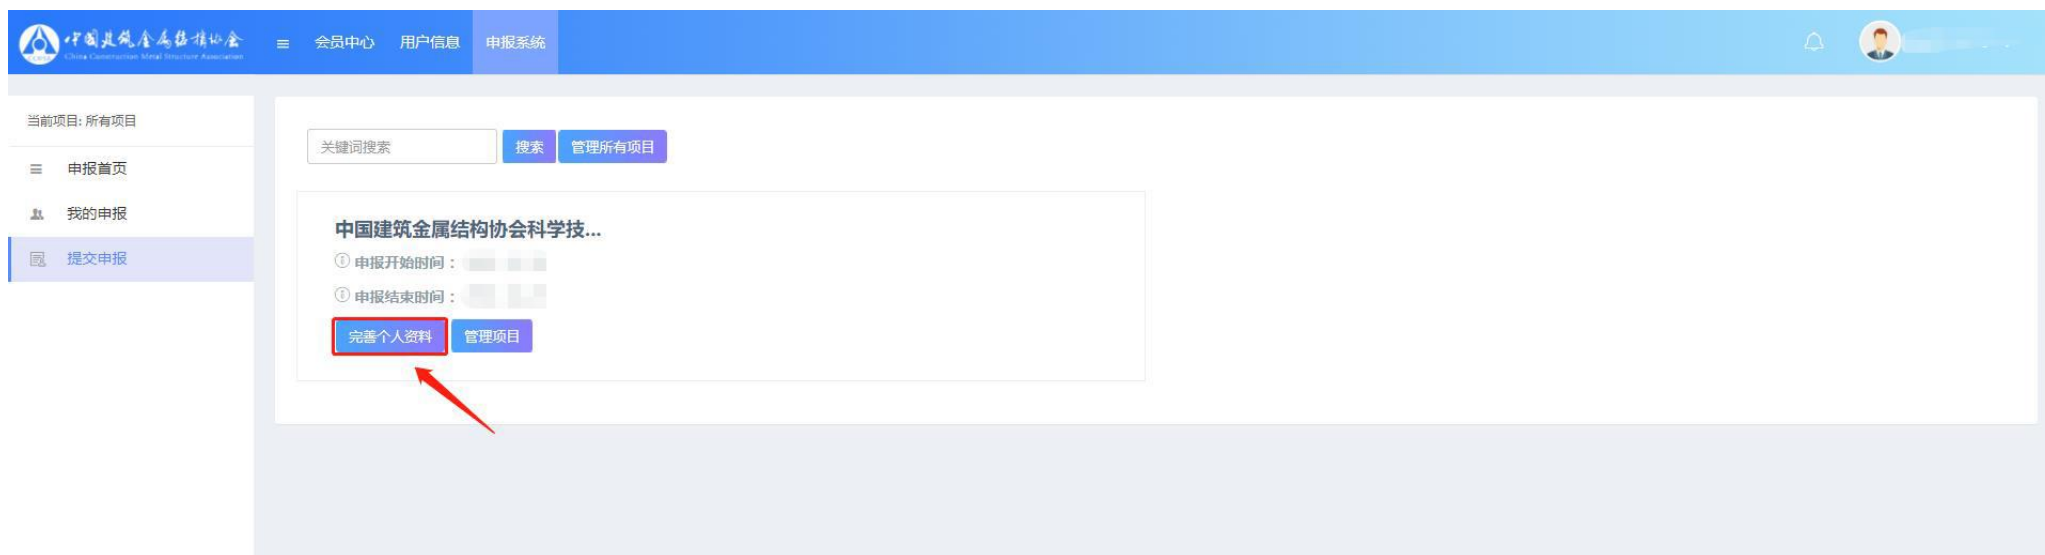 中国建筑金属结构协会
China Construction Metal Structure Association
会员中心 用户信息 申报系统
当前项目: 所有项目
申报首页
我的申报
提交申报
关键词搜索 搜索 管理所有项目
中国建筑金属结构协会科学技...
申报开始时间：
申报结束时间：
完善个人资料 管理项目